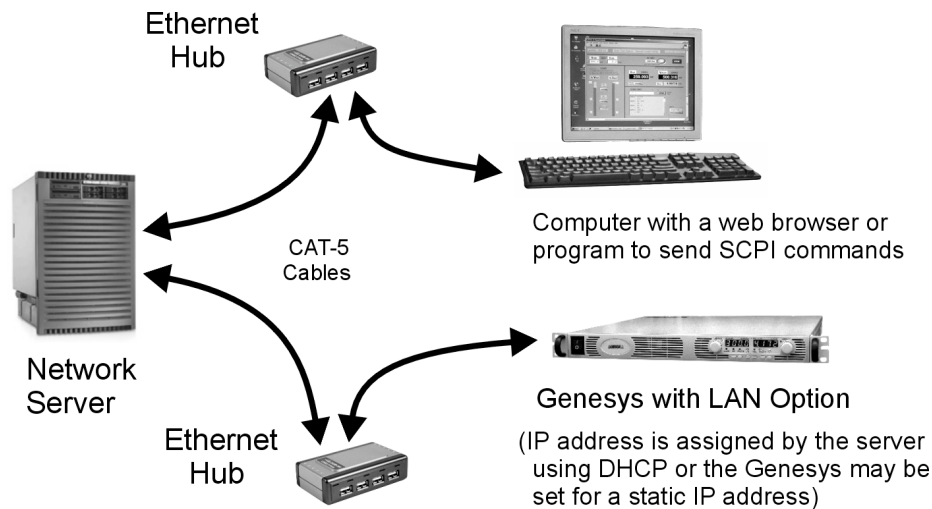 Ethernet
Hub
Computer with a web browser or
program to send SCPI commands
CAT-5
Cables
Network
Server
Genesys with LAN Option
(IP address is assigned by the server
using DHCP or the Genesys may be
set for a static IP address)
Ethernet
Hub